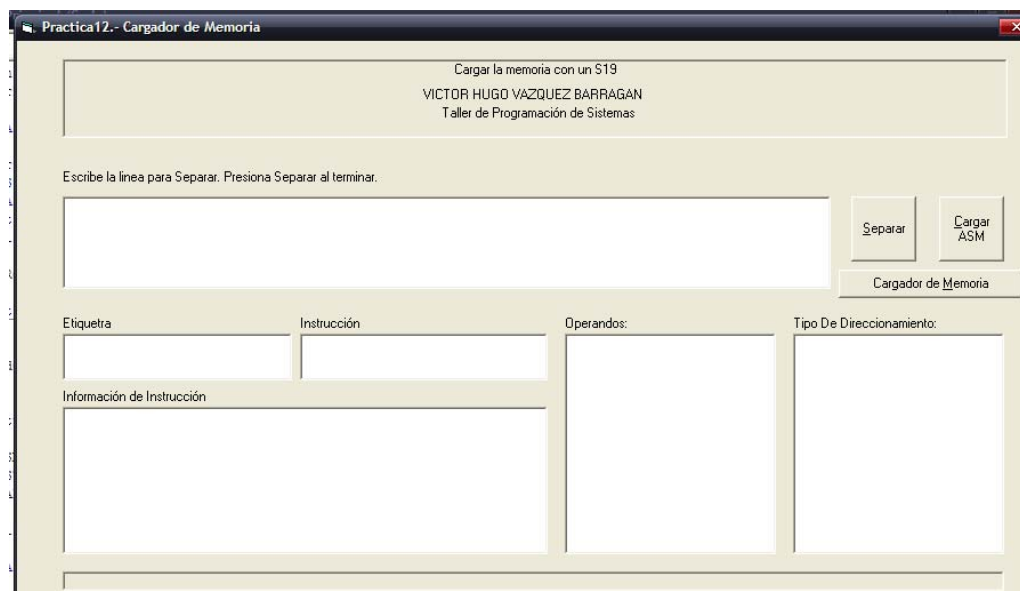 Practica12.- Cargador de Memoria
Cargar la memoria con un S19
VICTOR HUGO VAZQUEZ BARRAGAN
Taller de Programación de Sistemas
Escribe la linea para Separar. Presiona Separar al terminar.
Separar
Cargar
ASM
Cargador de Memoria
Etiquetra
Instrucción
Operandos:
Tipo De Direccionamiento:
Información de Instrucción